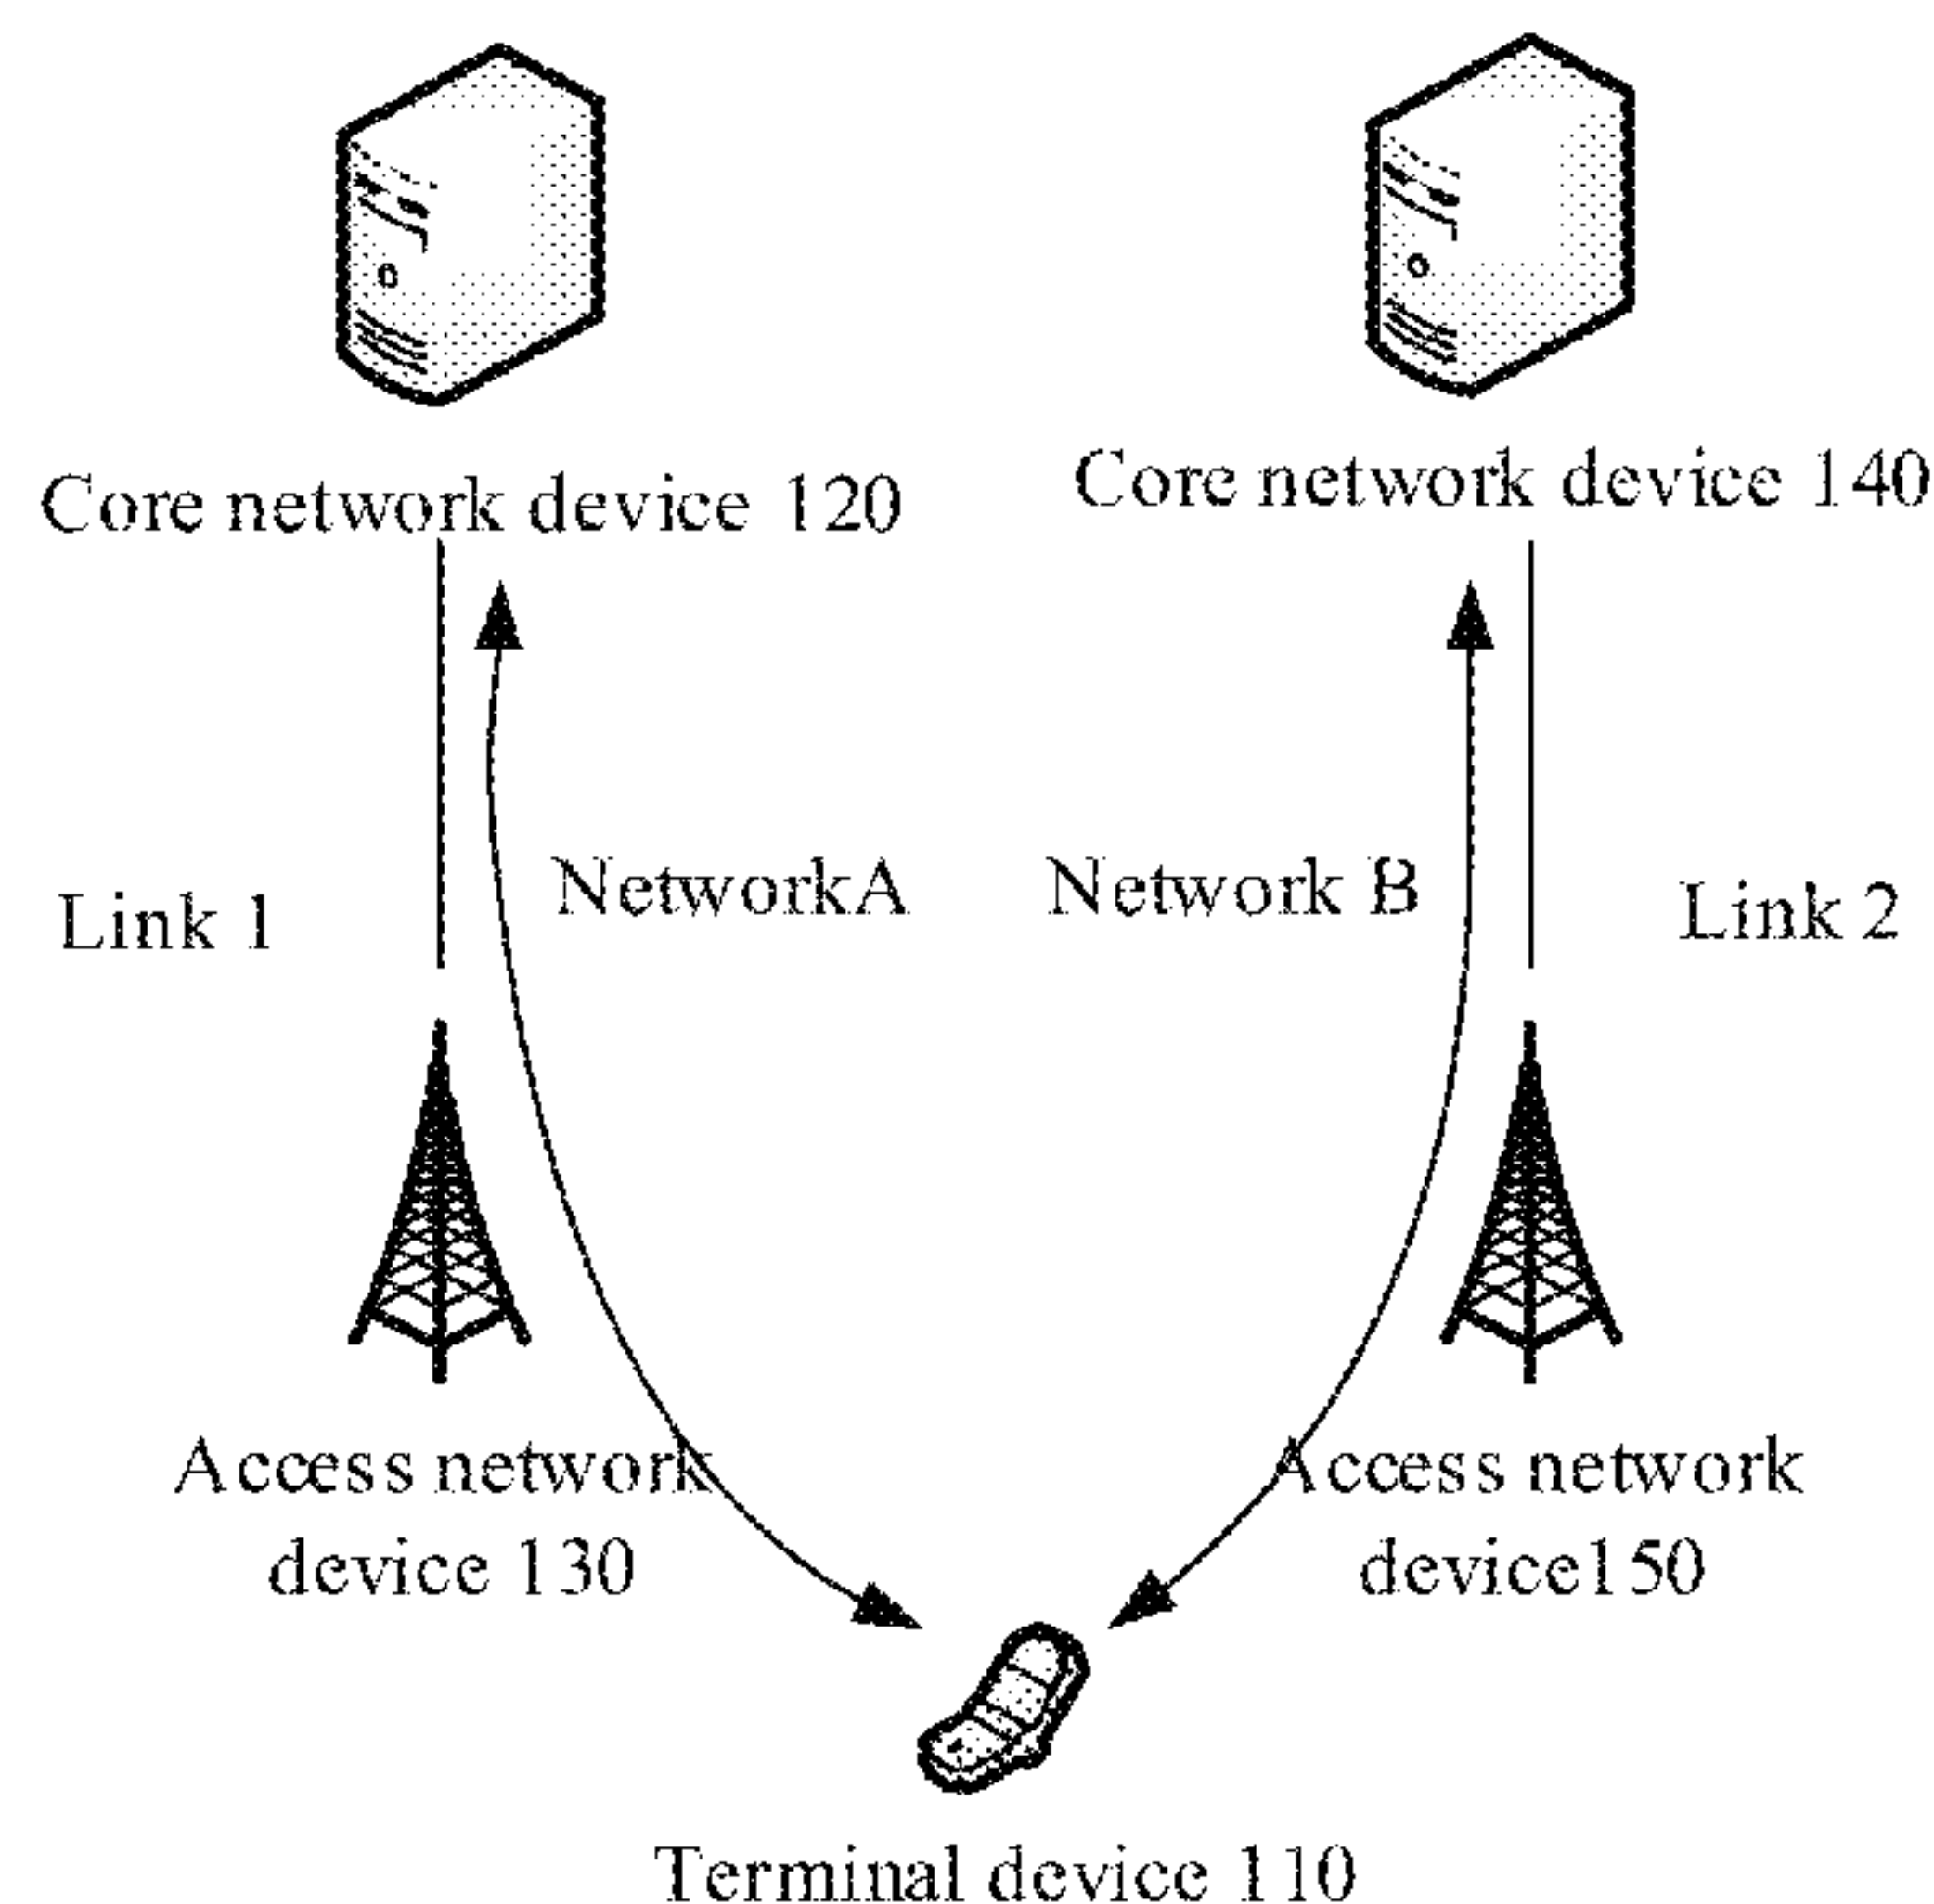 Core network device 120
Core network device 140
Link 1
NetworkA
Network B
Link 2
Access network
device 130
Access network
device150
Terminal device 110